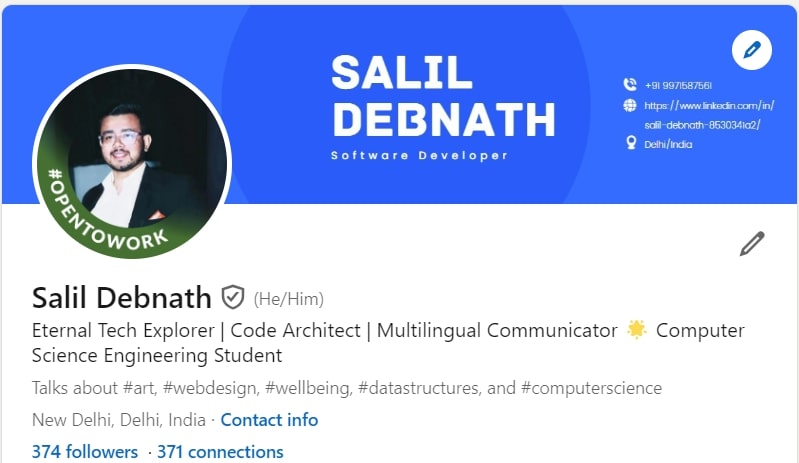 SALIL
DEBNATH
Software Developer
+91 9971587561
https://www.linkedin.com/in/
salil-debnath-8530341a2/
Delhi/India
#OPENTOWORK
Salil Debnath (He/Him)
Eternal Tech Explorer | Code Architect | Multilingual Communicator 🌟 Computer
Science Engineering Student
Talks about #art, #webdesign, #wellbeing, #datastructures, and #computerscience
New Delhi, Delhi, India · Contact info
374 followers · 371 connections